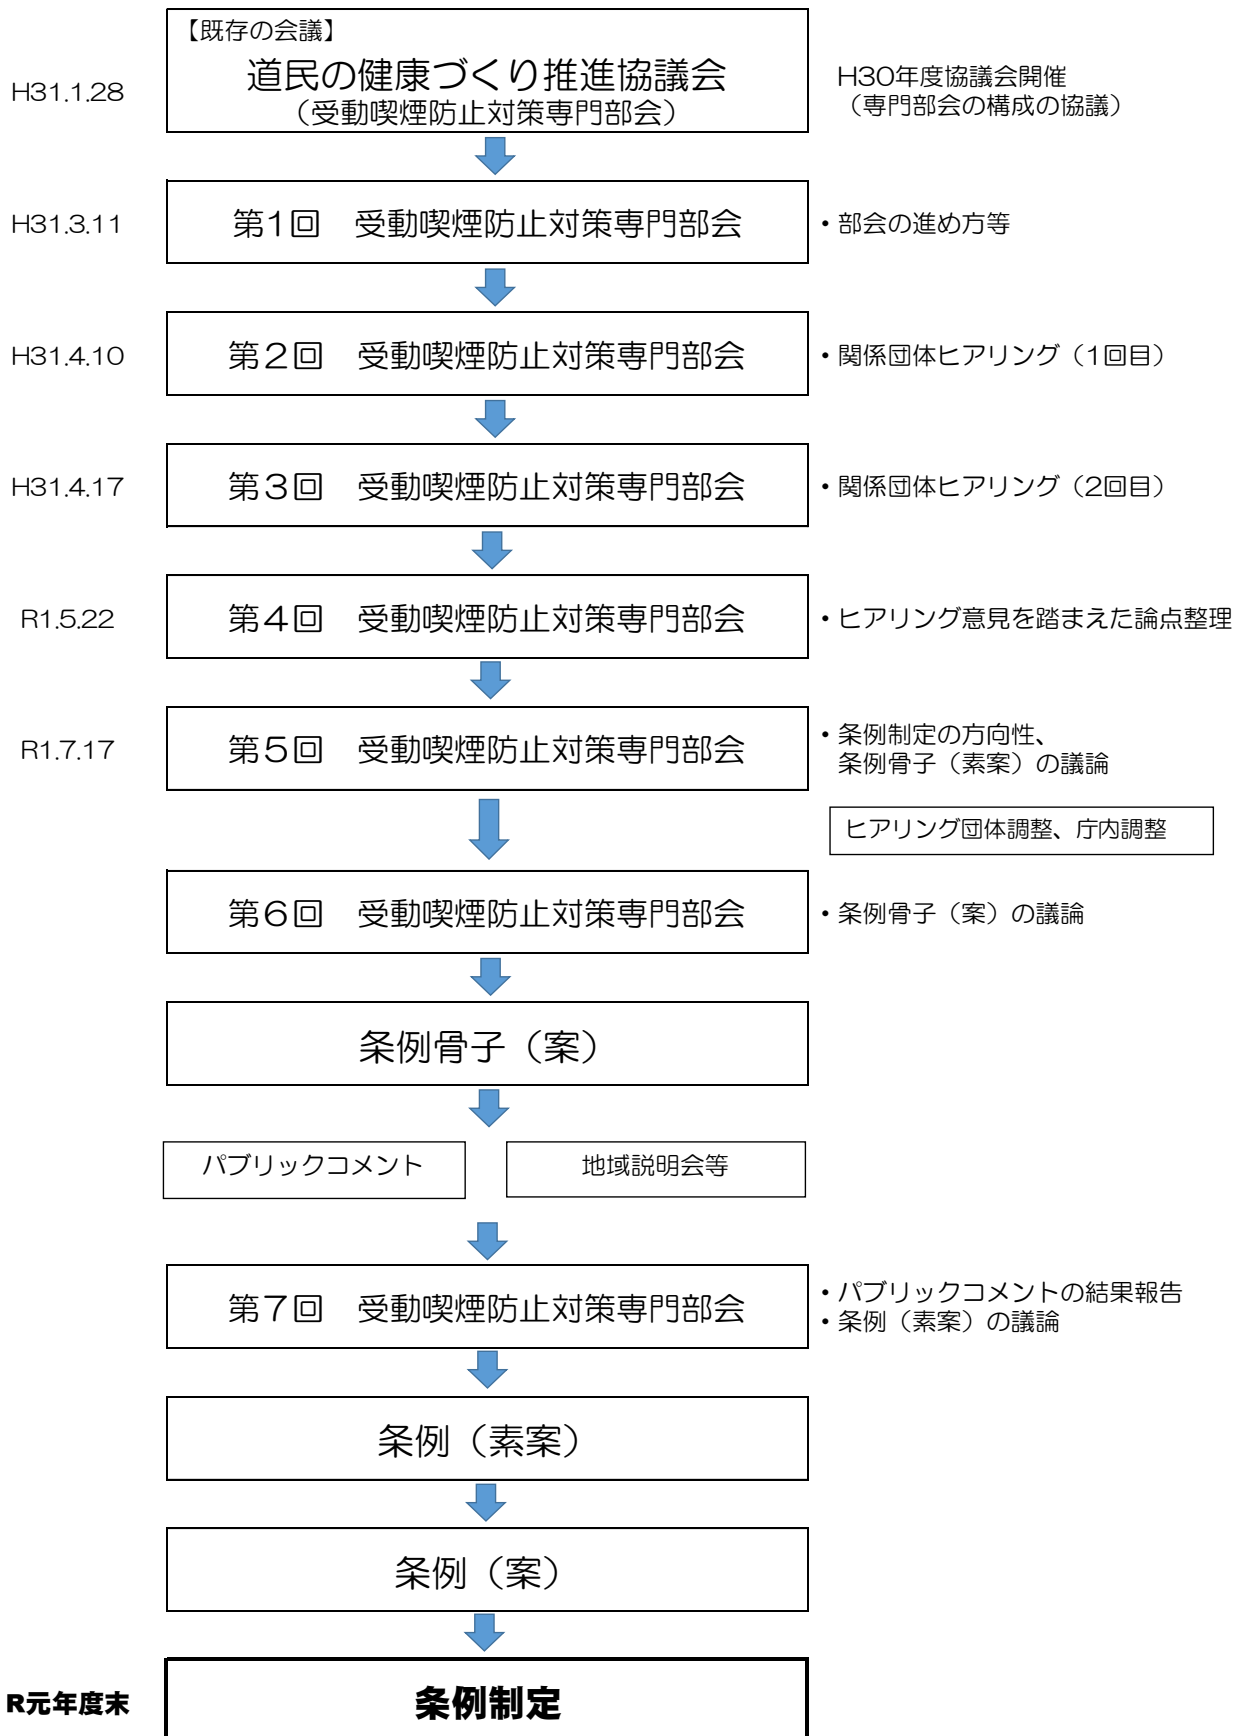 【既存の会議】
H31.1.28
道民の健康づくり推進協議会
（受動喫煙防止対策専門部会）
H30年度協議会開催
（専門部会の構成の協議）
H31.3.11
第1回　受動喫煙防止対策専門部会
・部会の進め方等
H31.4.10
第２回　受動喫煙防止対策専門部会
・関係団体ヒアリング（1回目）
H31.4.17
第３回　受動喫煙防止対策専門部会
・関係団体ヒアリング（2回目）
R1.5.22
第４回　受動喫煙防止対策専門部会
・ヒアリング意見を踏まえた論点整理
R1.7.17
第５回　受動喫煙防止対策専門部会
・条例制定の方向性、
条例骨子（素案）の議論
ヒアリング団体調整、庁内調整
第６回　受動喫煙防止対策専門部会
・条例骨子（案）の議論
条例骨子（案）
パブリックコメント
地域説明会等
第７回　受動喫煙防止対策専門部会
・パブリックコメントの結果報告
・条例（素案）の議論
条例（素案）
条例（案）
R元年度末
条例制定